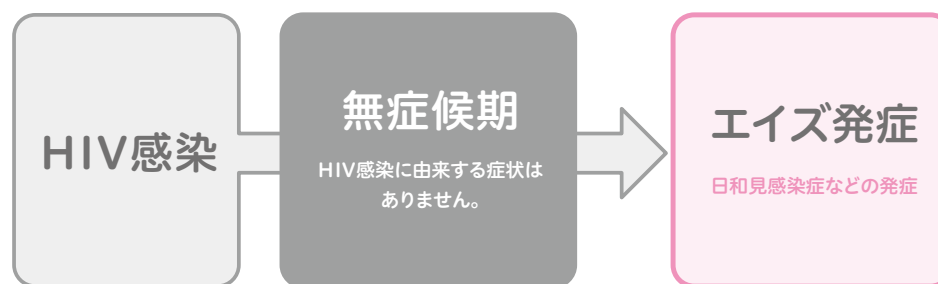 HIV感染
無症候期
HIV感染に由来する症状は
ありません。
エイズ発症
日和見感染症などの発症